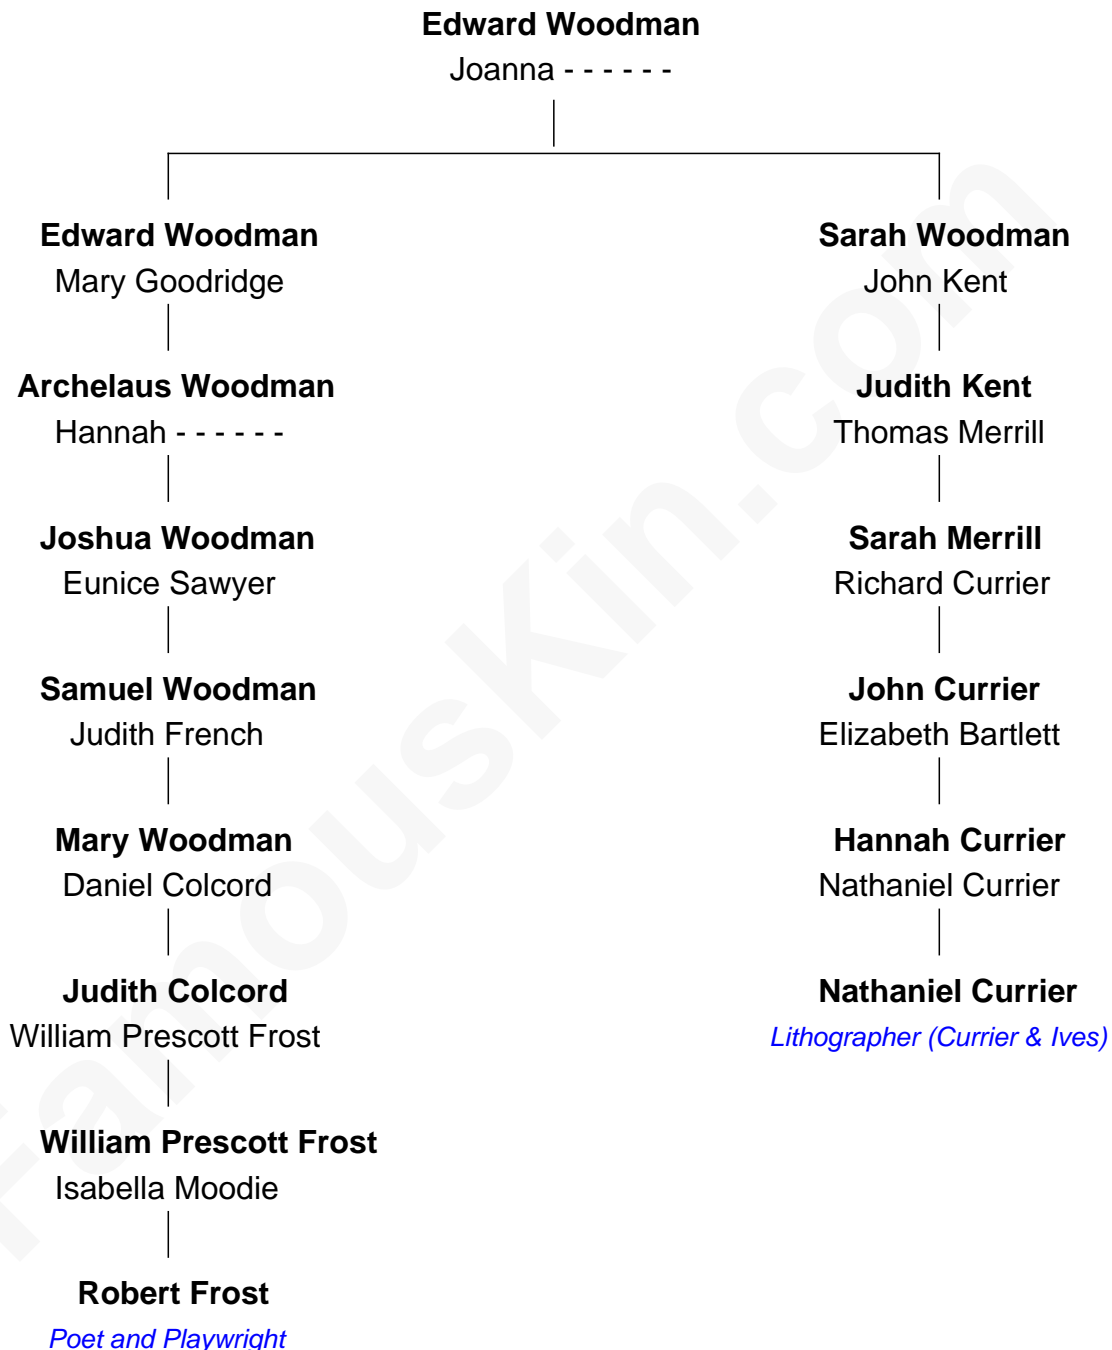 Edward Woodman
Joanna - - - - - -
Edward Woodman
Mary Goodridge
Sarah Woodman
John Kent
Archelaus Woodman
Hannah - - - - - -
Judith Kent
Thomas Merrill
Joshua Woodman
Eunice Sawyer
Sarah Merrill
Richard Currier
Samuel Woodman
Judith French
John Currier
Elizabeth Bartlett
Mary Woodman
Daniel Colcord
Hannah Currier
Nathaniel Currier
Judith Colcord
William Prescott Frost
Nathaniel Currier
Lithographer (Currier & Ives)
William Prescott Frost
Isabella Moodie
Robert Frost
Poet and Playwright
FamousKin.com